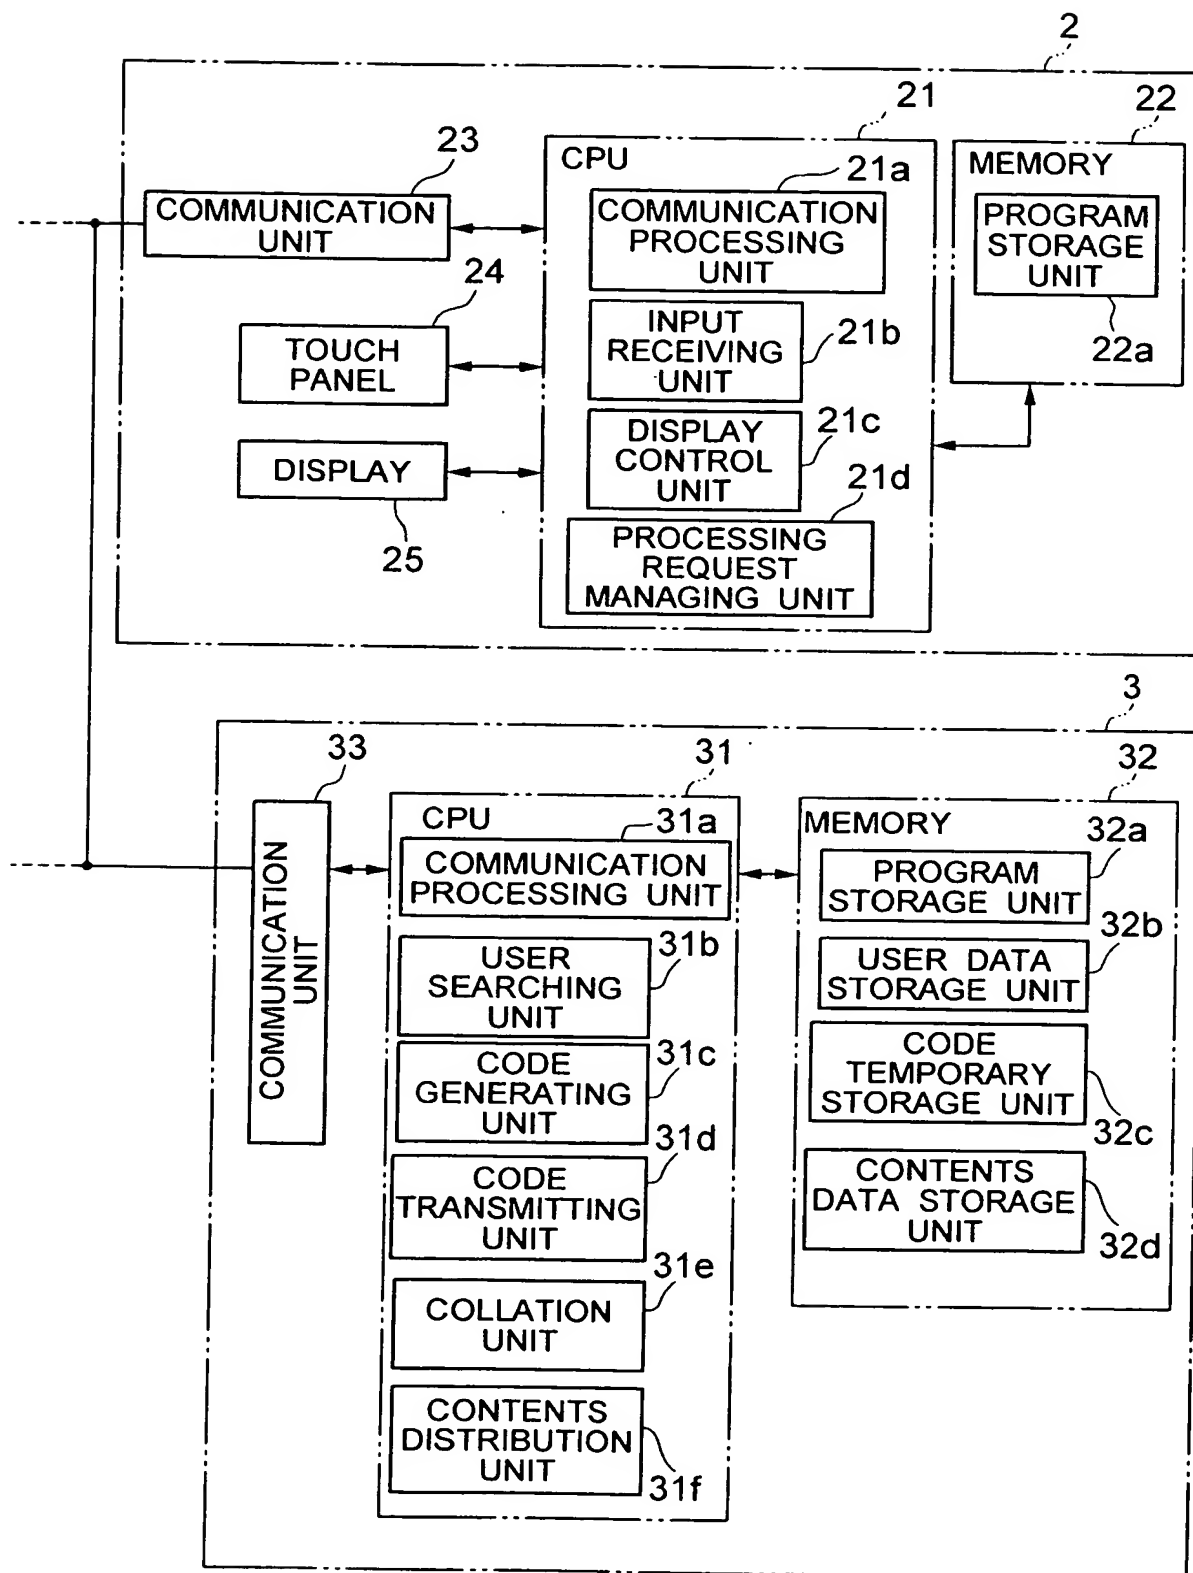 2
21
22
23
CPU
21a
MEMORY
COMMUNICATION
UNIT
COMMUNICATION
PROCESSING
UNIT
PROGRAM
STORAGE
UNIT
24
22a
INPUT
RECEIVING
UNIT
21b
TOUCH
PANEL
DISPLAY
CONTROL
UNIT
21c
DISPLAY
21d
25
PROCESSING
REQUEST
MANAGING UNIT
3
33
31
32
CPU
31a
MEMORY
32a
COMMUNICATION
PROCESSING UNIT
PROGRAM
STORAGE UNIT
COMMUNICATION
UNIT
31b
32b
USER
SEARCHING
UNIT
USER DATA
STORAGE UNIT
31c
CODE
GENERATING
UNIT
CODE
TEMPORARY
STORAGE UNIT
32c
31d
CODE
TRANSMITTING
UNIT
CONTENTS
DATA STORAGE
UNIT
32d
31e
COLLATION
UNIT
CONTENTS
DISTRIBUTION
UNIT
31f